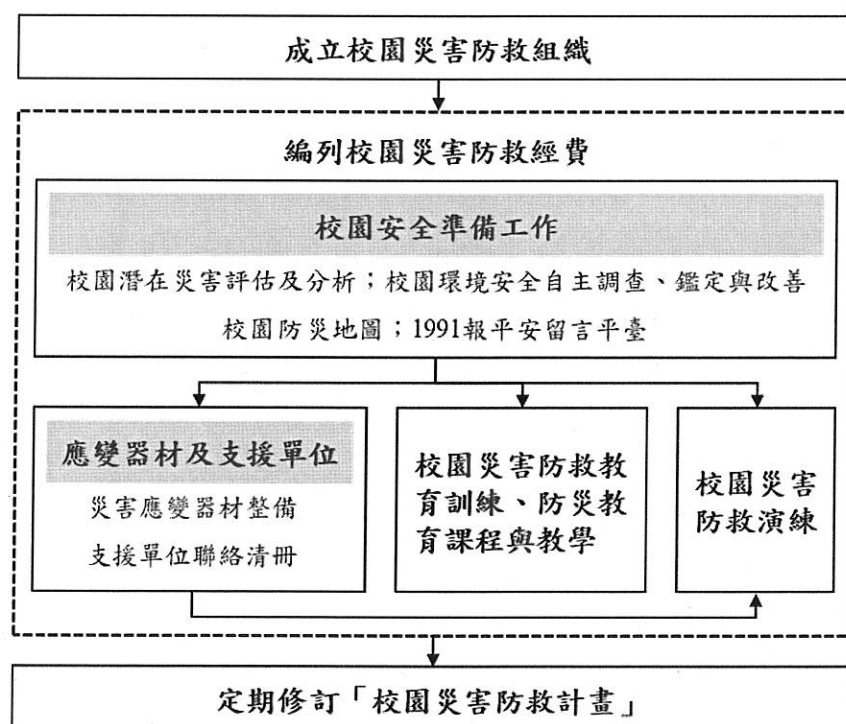 成立校園災害防救組織
編列校園災害防救經費
校園安全準備工作
校園潛在災害評估及分析；校園環境安全自主調查、鑑定與改善
校園防災地圖；1991報平安留言平臺
應變器材及支援單位
災害應變器材整備
支援單位聯絡清冊
校園災害防救教
育訓練、防災教
育課程與教學
校園災害
防救演練
定期修訂「校園災害防救計畫」